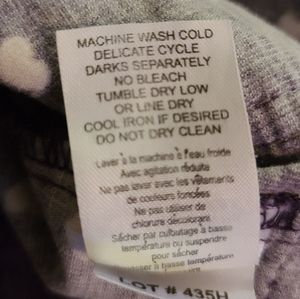 MACHINE WASH COLD
DELICATE CYCLE
DARKS SEPARATELY
NO BLEACH
TUMBLE DRY LOW
OR LINE DRY
COOL IRON IF DESIRED
DO NOT DRY CLEAN
Laver à la machine à l'eau froide
Avec agitation réduite
Ne pas laver avec les vêtements
de couleurs foncées
Ne pas utiliser de
chlorure décolorant
Sécher par culbutage à basse
température ou suspendre
pour sécher
à basse température
LOT # 435H